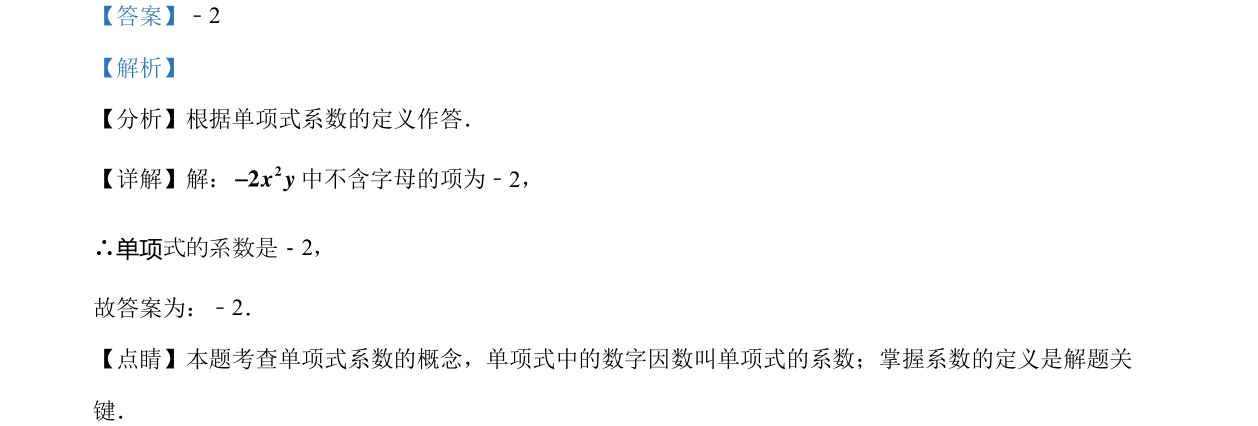 【答案】﹣2
【解析】
【分析】根据单项式系数的定义作答．
【详解】解：−2x²y 中不含字母的项为﹣2，
∴单项式的系数是﹣2，
故答案为：﹣2．
【点睛】本题考查单项式系数的概念，单项式中的数字因数叫单项式的系数；掌握系数的定义是解题关
键．